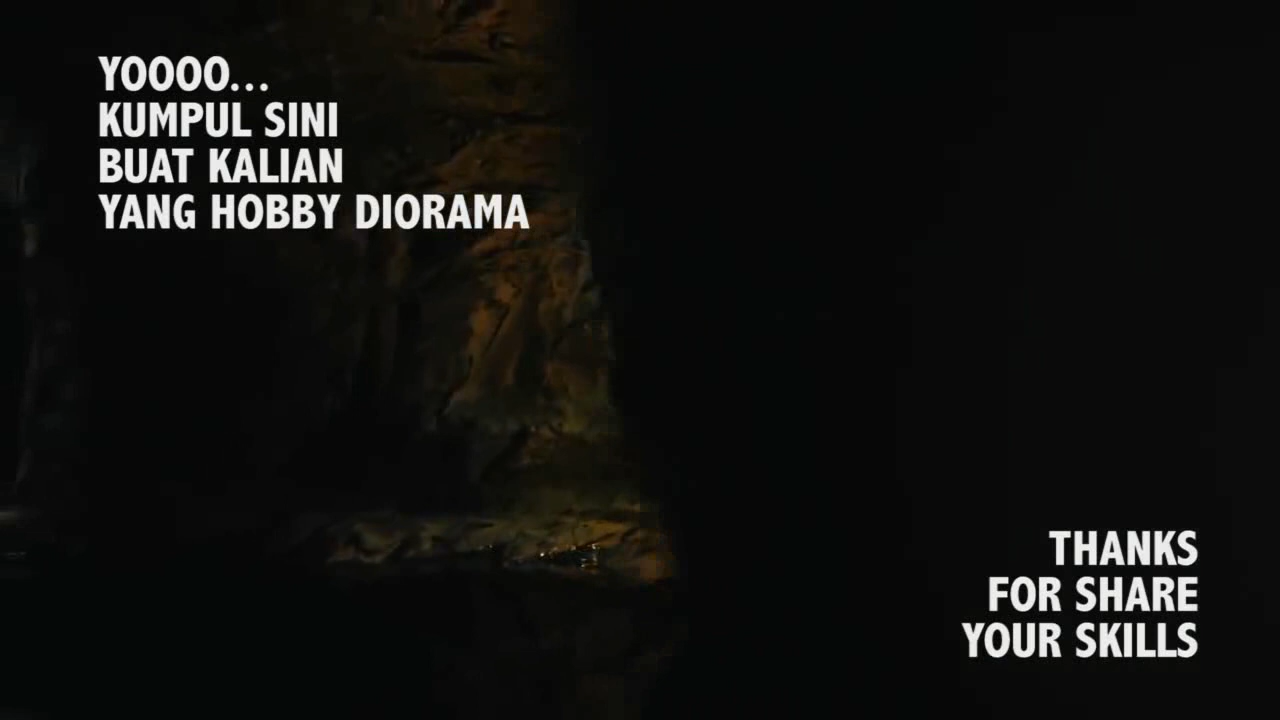 YOOOO...
KUMPUL SINI
BUAT KALIAN
YANG HOBBY DIORAMA
THANKS
FOR SHARE
YOUR SKILLS